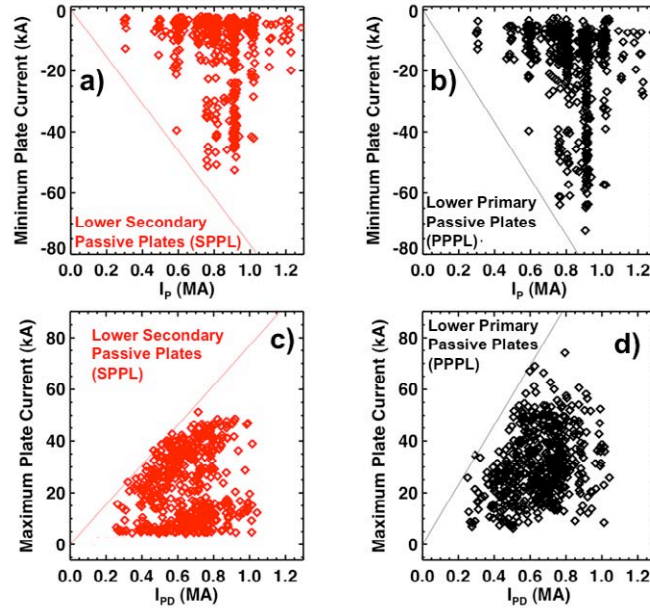 Minimum Plate Current (kA)
0
-20
-40
-60
-80
a)
Lower Secondary
Passive Plates (SPPL)
0.0 0.2 0.4 0.6 0.8 1.0 1.2
IP (MA)
Minimum Plate Current (kA)
0
-20
-40
-60
-80
b)
Lower Primary
Passive Plates
(PPPL)
0.0 0.2 0.4 0.6 0.8 1.0 1.2
IP (MA)
Maximum Plate Current (kA)
80
60
40
20
0
Lower Secondary
Passive Plates
(SPPL)
c)
0.0 0.2 0.4 0.6 0.8 1.0 1.2
IPD (MA)
Maximum Plate Current (kA)
80
60
40
20
0
Lower Primary
Passive Plates
(PPPL)
d)
0.0 0.2 0.4 0.6 0.8 1.0 1.2
IPD (MA)